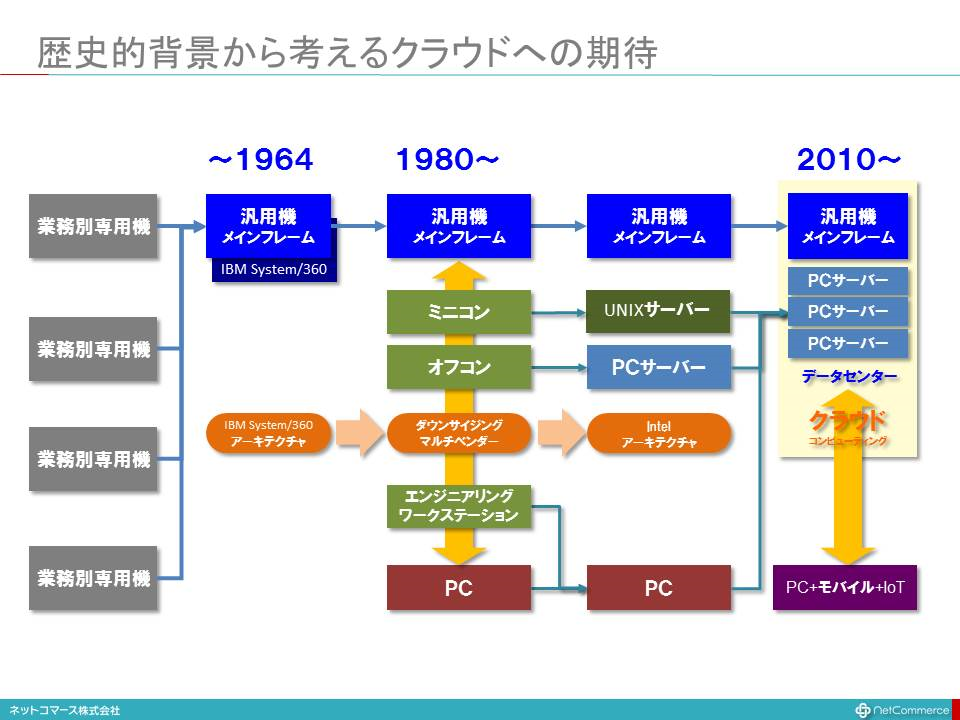 歴史的背景から考えるクラウドへの期待
～1964
1980～
2010～
業務別専用機
汎用機
メインフレーム
IBM System/360
汎用機
メインフレーム
汎用機
メインフレーム
汎用機
メインフレーム
PCサーバー
PCサーバー
PCサーバー
データセンター
クラウド
コンピューティング
ミニコン
UNIXサーバー
業務別専用機
オフコン
PCサーバー
IBM System/360
アーキテクチャ
ダウンサイジング
マルチベンダー
Intel
アーキテクチャ
業務別専用機
エンジニアリング
ワークステーション
業務別専用機
PC
PC
PC+モバイル+IoT
ネットコマース株式会社
NetCommerce